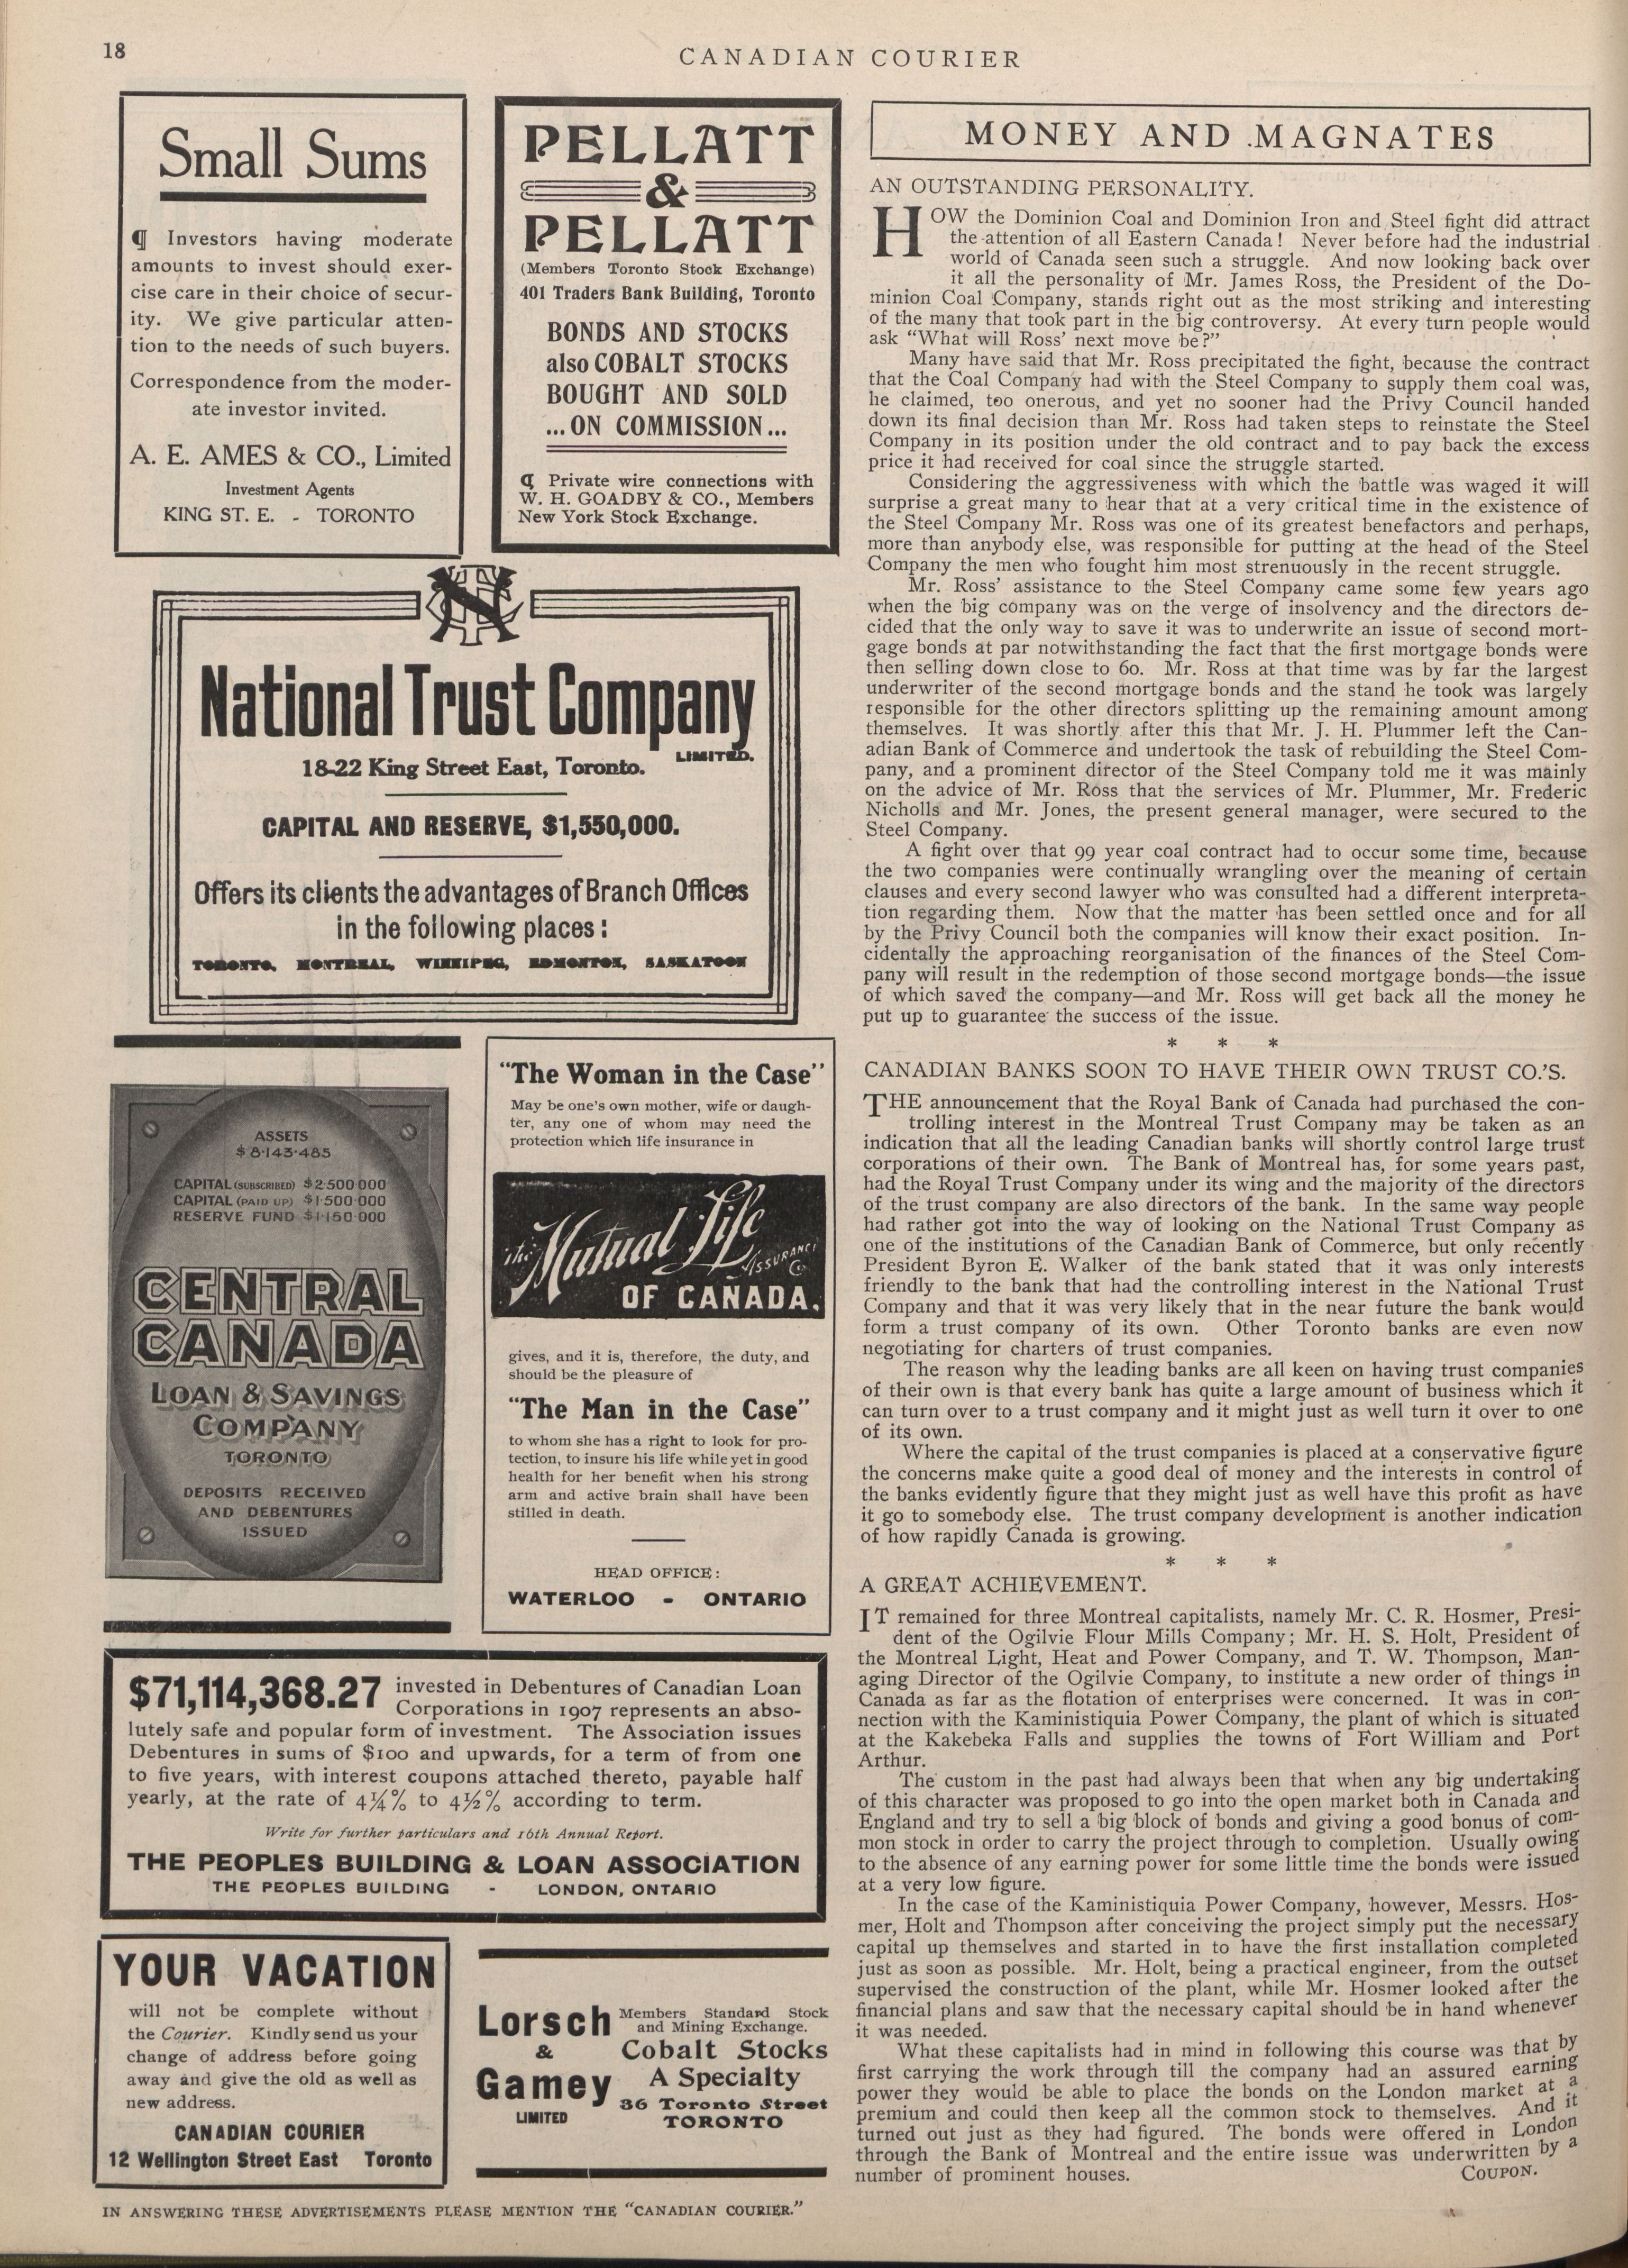 18
CANADIAN COURIER
Small Sums
¶ Investors having moderate
amounts to invest should exer-
cise care in their choice of secur-
ity. We give particular atten-
tion to the needs of such buyers.
Correspondence from the moder-
ate investor invited.
A. E. AMES & CO., Limited
Investment Agents
KING ST. E. - TORONTO
PELLATT
&
PELLATT
(Members Toronto Stock Exchange)
401 Traders Bank Building, Toronto
BONDS AND STOCKS
also COBALT STOCKS
BOUGHT AND SOLD
...ON COMMISSION...
¶ Private wire connections with
W. H. GOADBY & CO., Members
New York Stock Exchange.
National Trust Company
LIMITED.
18-22 King Street East, Toronto.
CAPITAL AND RESERVE, $1,550,000.
Offers its clients the advantages of Branch Offices
in the following places:
TORONTO, MONTREAL, WINNIPEG, EDMONTON, SASKATOON
ASSETS
$8·143·485
CAPITAL (SUBSCRIBED) $2·500·000
CAPITAL (PAID UP) $1·500·000
RESERVE FUND $1·150·000
CENTRAL
CANADA
LOAN & SAVINGS
COMPANY
TORONTO
DEPOSITS RECEIVED
AND DEBENTURES
ISSUED
"The Woman in the Case"
May be one's own mother, wife or daugh-
ter, any one of whom may need the
protection which life insurance in
The Mutual Life
ASSURANCE
Co.
OF CANADA.
gives, and it is, therefore, the duty, and
should be the pleasure of
"The Man in the Case"
to whom she has a right to look for pro-
tection, to insure his life while yet in good
health for her benefit when his strong
arm and active brain shall have been
stilled in death.
HEAD OFFICE:
WATERLOO - ONTARIO
$71,114,368.27 invested in Debentures of Canadian Loan
Corporations in 1907 represents an abso-
lutely safe and popular form of investment. The Association issues
Debentures in sums of $100 and upwards, for a term of from one
to five years, with interest coupons attached thereto, payable half
yearly, at the rate of 4¼% to 4½% according to term.
Write for further particulars and 16th Annual Report.
THE PEOPLES BUILDING & LOAN ASSOCIATION
THE PEOPLES BUILDING - LONDON, ONTARIO
YOUR VACATION
will not be complete without
the Courier. Kindly send us your
change of address before going
away and give the old as well as
new address.
CANADIAN COURIER
12 Wellington Street East Toronto
Lorsch
&
Gamey
LIMITED
Members Standard Stock
and Mining Exchange.
Cobalt Stocks
A Specialty
36 Toronto Street
TORONTO
IN ANSWERING THESE ADVERTISEMENTS PLEASE MENTION THE "CANADIAN COURIER."
MONEY AND MAGNATES
AN OUTSTANDING PERSONALITY.
HOW the Dominion Coal and Dominion Iron and Steel fight did attract
the attention of all Eastern Canada! Never before had the industrial
world of Canada seen such a struggle. And now looking back over
it all the personality of Mr. James Ross, the President of the Do-
minion Coal Company, stands right out as the most striking and interesting
of the many that took part in the big controversy. At every turn people would
ask "What will Ross' next move be?"
Many have said that Mr. Ross precipitated the fight, because the contract
that the Coal Company had with the Steel Company to supply them coal was,
he claimed, too onerous, and yet no sooner had the Privy Council handed
down its final decision than Mr. Ross had taken steps to reinstate the Steel
Company in its position under the old contract and to pay back the excess
price it had received for coal since the struggle started.
Considering the aggressiveness with which the battle was waged it will
surprise a great many to hear that at a very critical time in the existence of
the Steel Company Mr. Ross was one of its greatest benefactors and perhaps,
more than anybody else, was responsible for putting at the head of the Steel
Company the men who fought him most strenuously in the recent struggle.
Mr. Ross' assistance to the Steel Company came some few years ago
when the big company was on the verge of insolvency and the directors de-
cided that the only way to save it was to underwrite an issue of second mort-
gage bonds at par notwithstanding the fact that the first mortgage bonds were
then selling down close to 60. Mr. Ross at that time was by far the largest
underwriter of the second mortgage bonds and the stand he took was largely
responsible for the other directors splitting up the remaining amount among
themselves. It was shortly after this that Mr. J. H. Plummer left the Can-
adian Bank of Commerce and undertook the task of rebuilding the Steel Com-
pany, and a prominent director of the Steel Company told me it was mainly
on the advice of Mr. Ross that the services of Mr. Plummer, Mr. Frederic
Nicholls and Mr. Jones, the present general manager, were secured to the
Steel Company.
A fight over that 99 year coal contract had to occur some time, because
the two companies were continually wrangling over the meaning of certain
clauses and every second lawyer who was consulted had a different interpreta-
tion regarding them. Now that the matter has been settled once and for all
by the Privy Council both the companies will know their exact position. In-
cidentally the approaching reorganisation of the finances of the Steel Com-
pany will result in the redemption of those second mortgage bonds—the issue
of which saved the company—and Mr. Ross will get back all the money he
put up to guarantee the success of the issue.
* * *
CANADIAN BANKS SOON TO HAVE THEIR OWN TRUST CO.'S.
THE announcement that the Royal Bank of Canada had purchased the con-
trolling interest in the Montreal Trust Company may be taken as an
indication that all the leading Canadian banks will shortly control large trust
corporations of their own. The Bank of Montreal has, for some years past,
had the Royal Trust Company under its wing and the majority of the directors
of the trust company are also directors of the bank. In the same way people
had rather got into the way of looking on the National Trust Company as
one of the institutions of the Canadian Bank of Commerce, but only recently
President Byron E. Walker of the bank stated that it was only interests
friendly to the bank that had the controlling interest in the National Trust
Company and that it was very likely that in the near future the bank would
form a trust company of its own. Other Toronto banks are even now
negotiating for charters of trust companies.
The reason why the leading banks are all keen on having trust companies
of their own is that every bank has quite a large amount of business which it
can turn over to a trust company and it might just as well turn it over to one
of its own.
Where the capital of the trust companies is placed at a conservative figure
the concerns make quite a good deal of money and the interests in control of
the banks evidently figure that they might just as well have this profit as have
it go to somebody else. The trust company development is another indication
of how rapidly Canada is growing.
* * *
A GREAT ACHIEVEMENT.
IT remained for three Montreal capitalists, namely Mr. C. R. Hosmer, Presi-
dent of the Ogilvie Flour Mills Company; Mr. H. S. Holt, President of
the Montreal Light, Heat and Power Company, and T. W. Thompson, Man-
aging Director of the Ogilvie Company, to institute a new order of things in
Canada as far as the flotation of enterprises were concerned. It was in con-
nection with the Kaministiquia Power Company, the plant of which is situated
at the Kakebeka Falls and supplies the towns of Fort William and Port
Arthur.
The custom in the past had always been that when any big undertaking
of this character was proposed to go into the open market both in Canada and
England and try to sell a big block of bonds and giving a good bonus of com-
mon stock in order to carry the project through to completion. Usually owing
to the absence of any earning power for some little time the bonds were issued
at a very low figure.
In the case of the Kaministiquia Power Company, however, Messrs. Hos-
mer, Holt and Thompson after conceiving the project simply put the necessary
capital up themselves and started in to have the first installation completed
just as soon as possible. Mr. Holt, being a practical engineer, from the outset
supervised the construction of the plant, while Mr. Hosmer looked after the
financial plans and saw that the necessary capital should be in hand whenever
it was needed.
What these capitalists had in mind in following this course was that by
first carrying the work through till the company had an assured earning
power they would be able to place the bonds on the London market at a
premium and could then keep all the common stock to themselves. And it
turned out just as they had figured. The bonds were offered in London
through the Bank of Montreal and the entire issue was underwritten by a
number of prominent houses. COUPON.